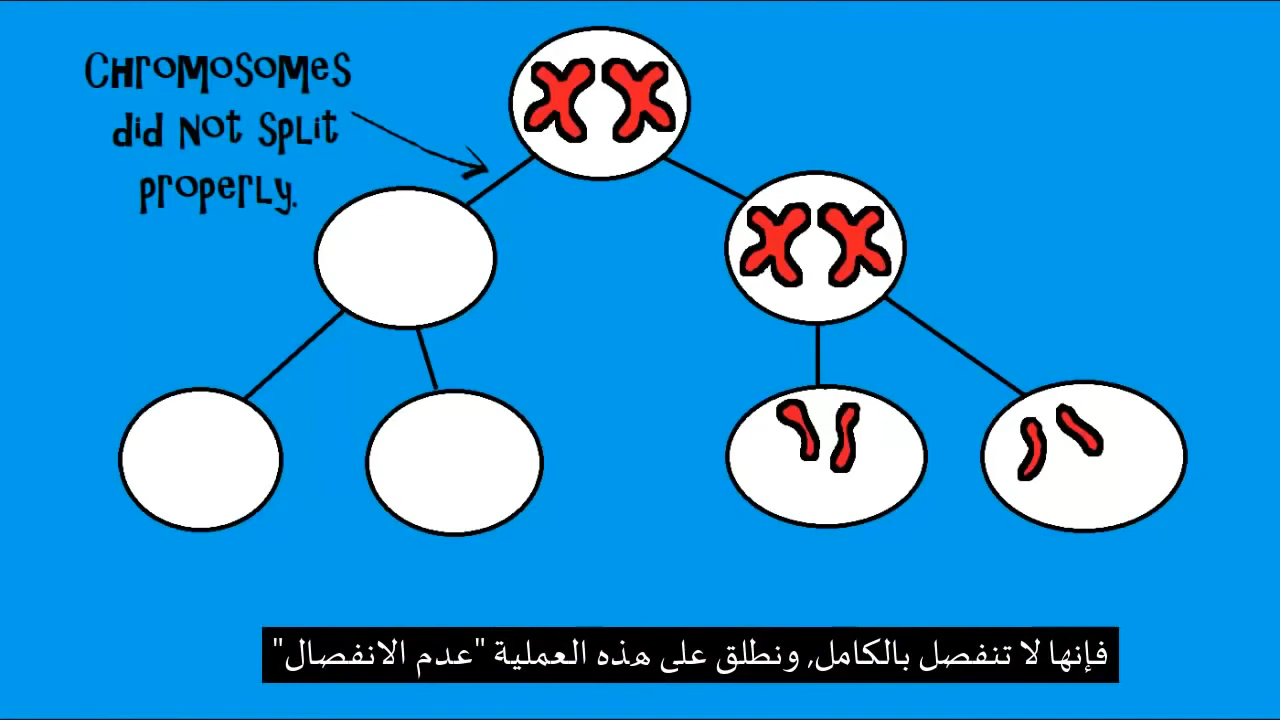 Chromosomes
did Not Split
properly.
فإنها لا تنفصل بالكامل, ونطلق على هذه العملية "عدم الانفصال"